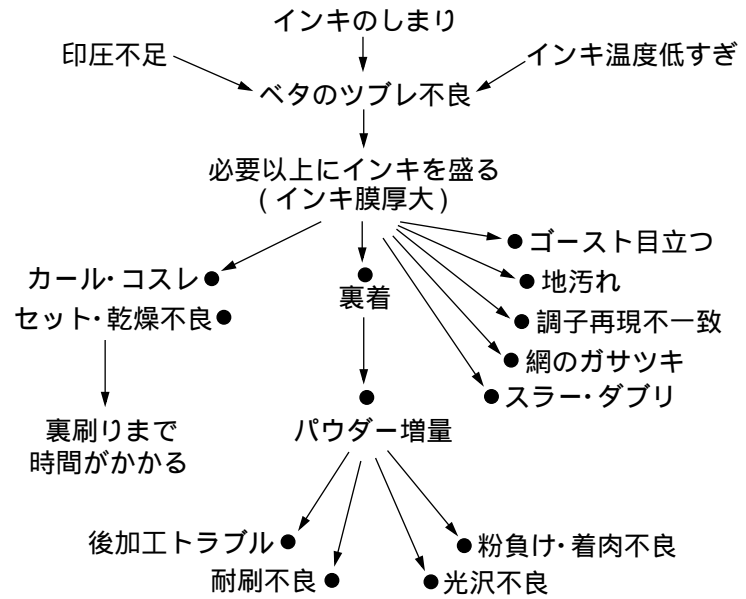 インキのしまり
印圧不足
インキ温度低すぎ
ベタのツブレ不良
必要以上にインキを盛る
(インキ膜厚大)
カール・コスレ
セット・乾燥不良
裏刷りまで
時間がかかる
裏着
ゴースト目立つ
地汚れ
調子再現不一致
網のガサツキ
スラー・ダブリ
パウダー増量
後加工トラブル
耐刷不良
光沢不良
粉負け・着肉不良